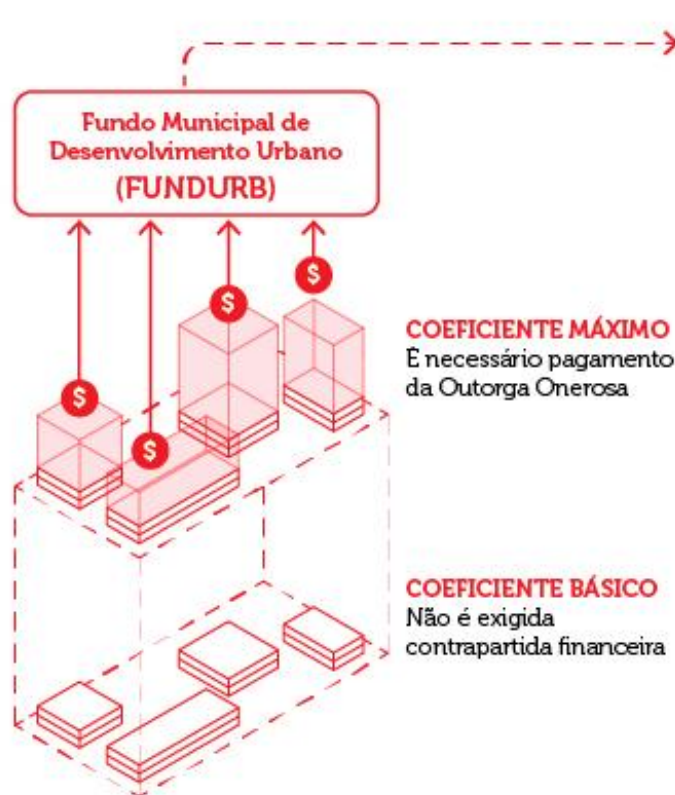 Fundo Municipal de
Desenvolvimento Urbano
(FUNDURB)
$
$
$
$
COEFICIENTE MÁXIMO
É necessário pagamento
da Outorga Onerosa
COEFICIENTE BÁSICO
Não é exigida
contrapartida financeira